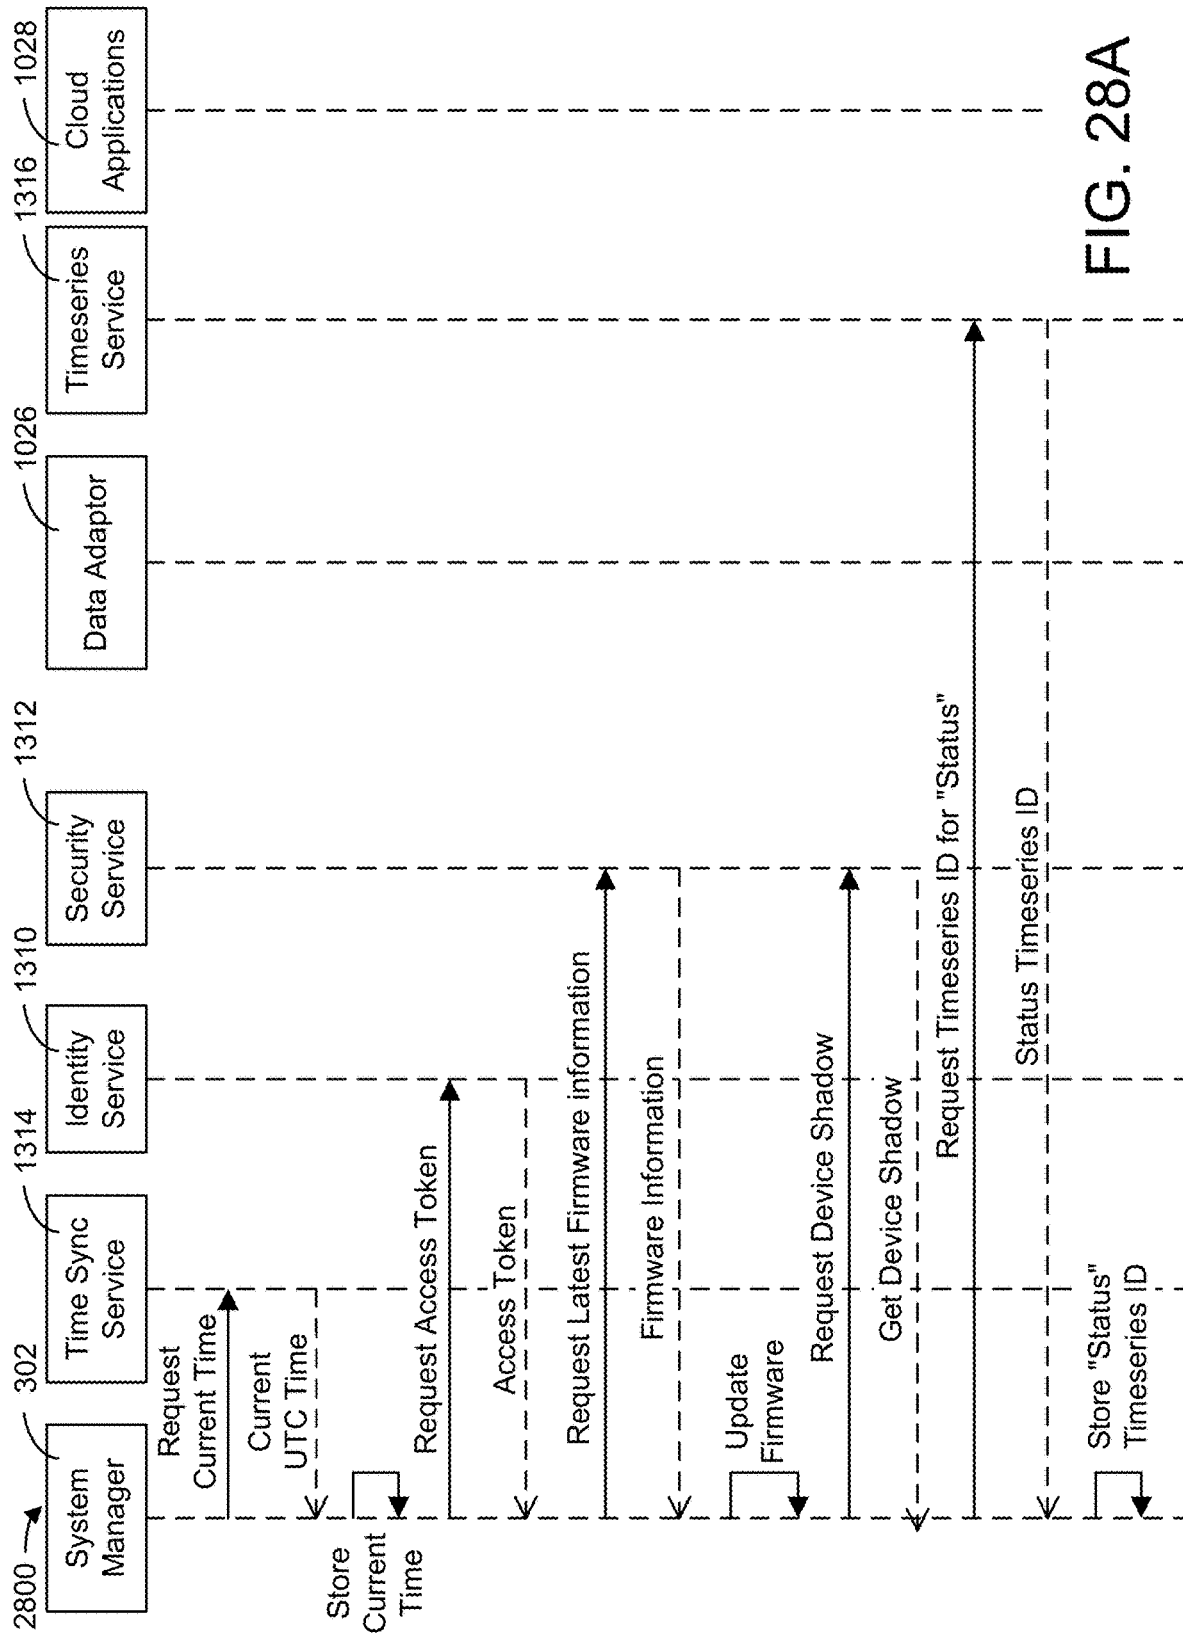 2800
302
1314
1310
1312
1026
1316
1028
System
Manager
Time Sync
Service
Identity
Service
Security
Service
Data Adaptor
Timeseries
Service
Cloud
Applications
Request
Current Time
Current
UTC Time
Store
Current
Time
Request Access Token
Access Token
Request Latest Firmware information
Firmware Information
Update
Firmware
Request Device Shadow
Get Device Shadow
Request Timeseries ID for "Status"
Status Timeseries ID
Store "Status"
Timeseries ID
FIG. 28A